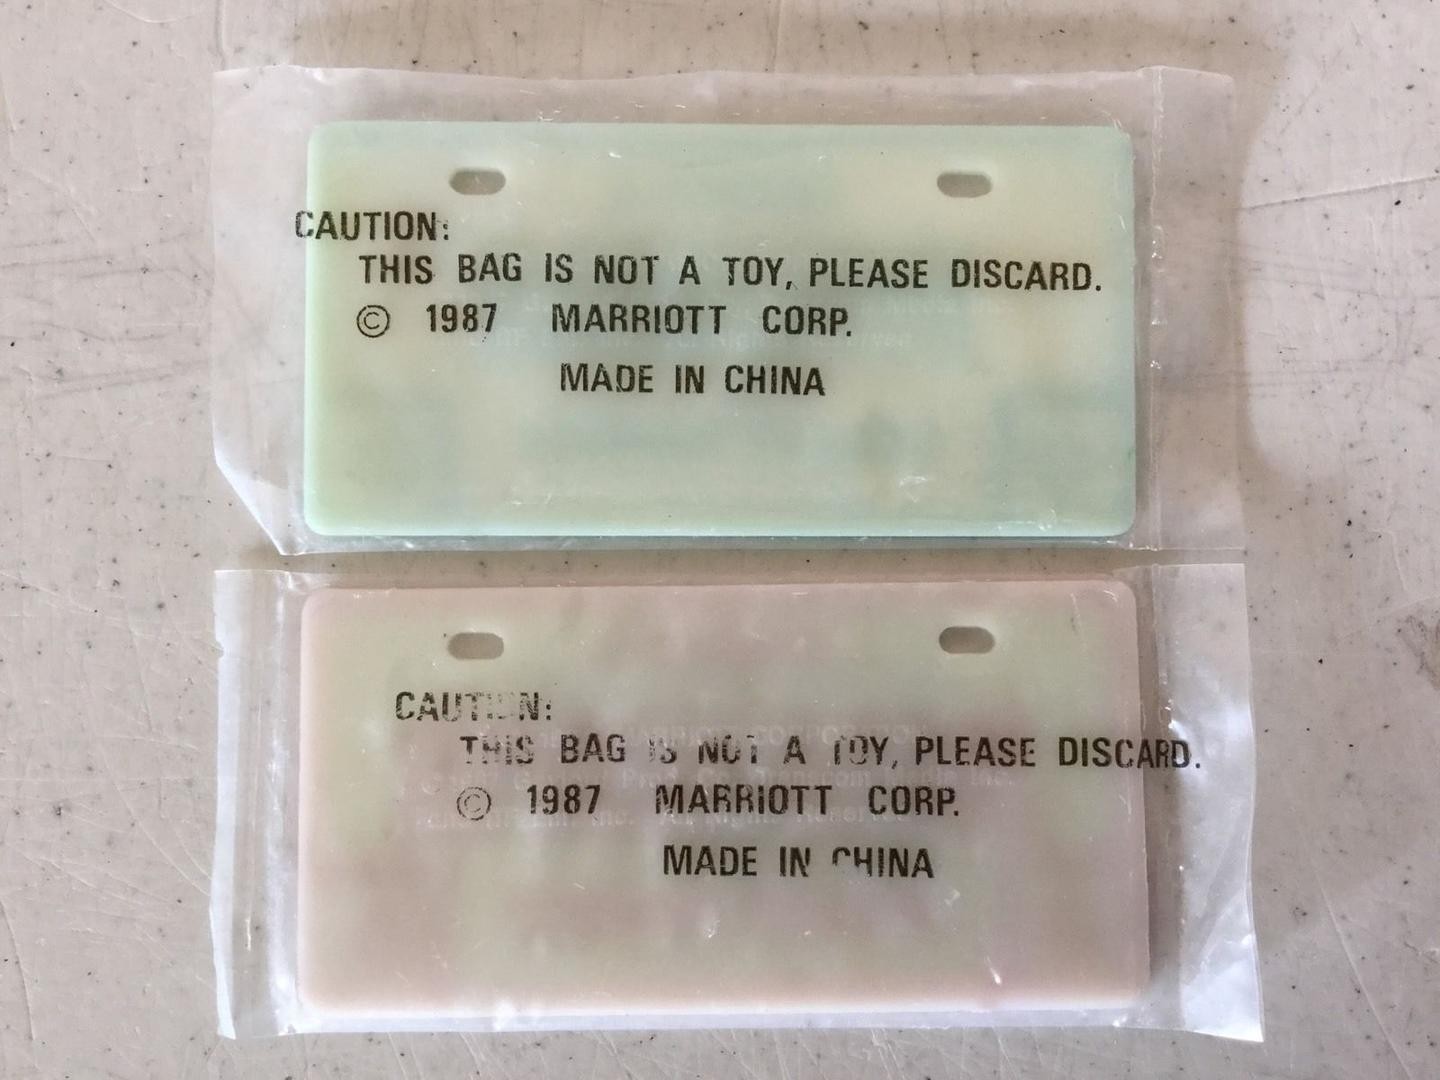 CAUTION:
THIS BAG IS NOT A TOY, PLEASE DISCARD.
© 1987 MARRIOTT CORP.
MADE IN CHINA
CAUTION:
THIS BAG IS NOT A TOY, PLEASE DISCARD.
© 1987 MARRIOTT CORP.
MADE IN CHINA